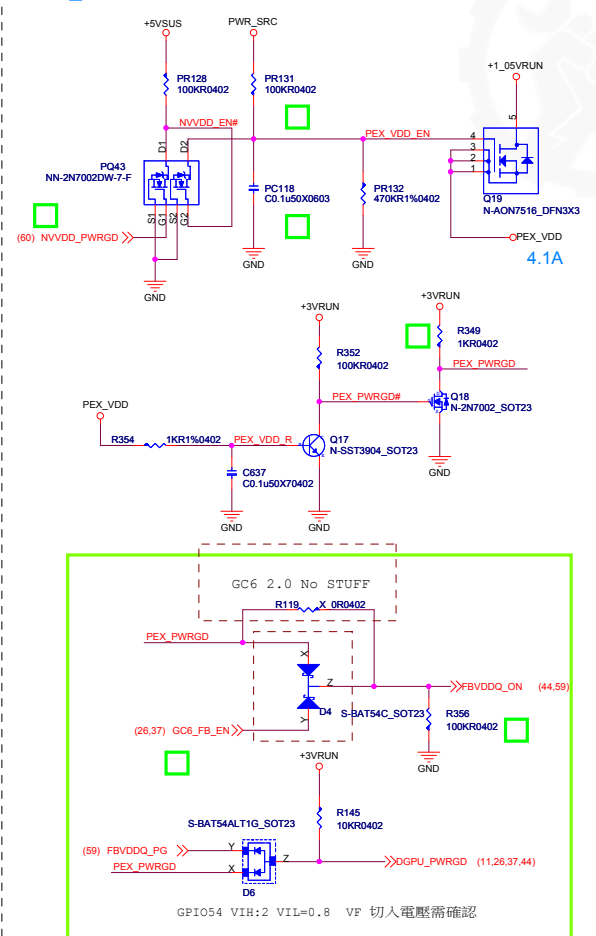 +5VSUS
PWR_SRC
PR128
100KR0402
PR131
100KR0402
+1_05VRUN
NVVDD_EN#
PEX_VDD_EN
PQ43
NN-2N7002DW-7-F
D1
D2
S1
G1
S2
G2
5
4
3
2
1
PC118
C0.1u50X0603
PR132
470KR1%0402
Q19
N-AON7516_DFN3X3
(60) NVVDD_PWRGD
PEX_VDD
4.1A
GND
GND
GND
+3VRUN
+3VRUN
R352
100KR0402
R349
1KR0402
PEX_PWRGD
PEX_PWRGD#
Q18
N-2N7002_SOT23
PEX_VDD
R354
1KR1%0402
PEX_VDD_R
Q17
N-SST3904_SOT23
C637
C0.1u50X70402
GND
GND
GND
GC6 2.0 No STUFF
R119
X_0R0402
PEX_PWRGD
X
Z
Y
D4
S-BAT54C_SOT23
FBVDDQ_ON (44,59)
R356
100KR0402
(26,37) GC6_FB_EN
GND
+3VRUN
R145
10KR0402
S-BAT54ALT1G_SOT23
(59) FBVDDQ_PG
Y
PEX_PWRGD
X
Z
DGPU_PWRGD (11,26,37,44)
D6
GPIO54 VIH:2 VIL=0.8 VF 切入電壓需確認